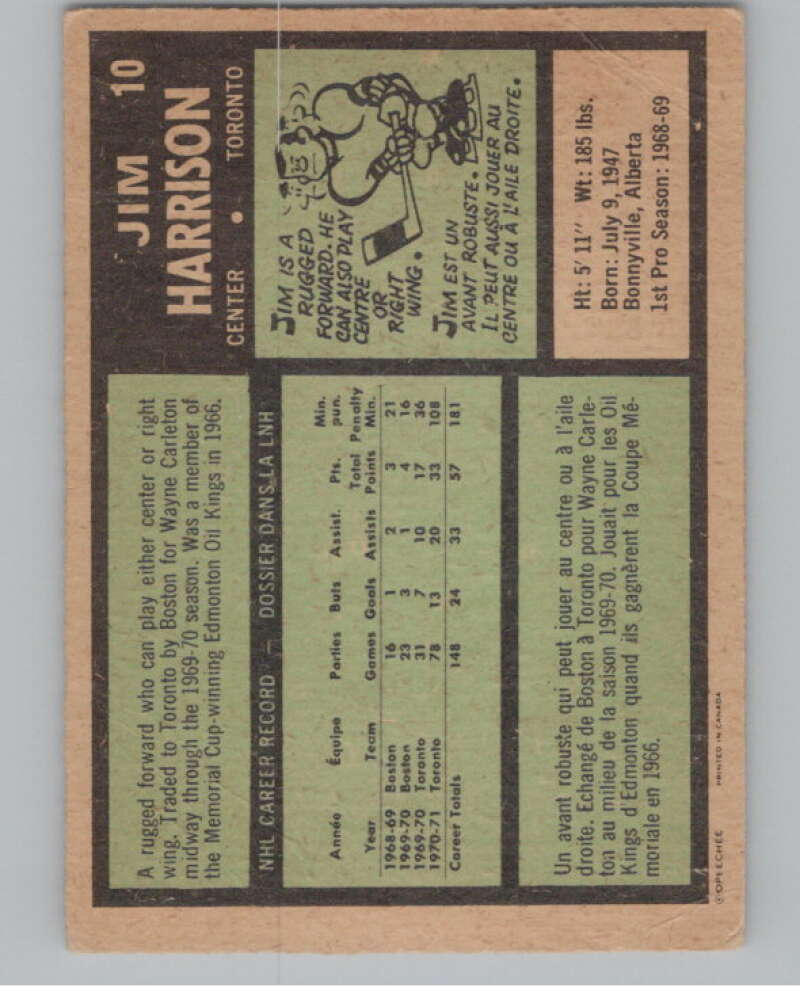 JIM 10
HARRISON
CENTER • TORONTO
A rugged forward who can play either center or right
wing. Traded to Toronto by Boston for Wayne Carleton
midway through the 1969-70 season. Was a member of
the Memorial Cup-winning Edmonton Oil Kings in 1966.
JIM IS A
RUGGED
FORWARD. HE
CAN ALSO PLAY
CENTRE
OR
RIGHT
WING.
JIM EST UN
AVANT ROBUSTE.
IL PEUT AUSSI JOUER AU
CENTRE OU À L'AILE DROITE.
Ht: 5' 11" Wt: 185 lbs.
Born: July 9, 1947
Bonnyville, Alberta
1st Pro Season: 1968-69
NHL CAREER RECORD — DOSSIER DANS LA LNH
Année Équipe Parties Buts Assist. Pts. Min. pun.
Year Team Games Goals Assists Total Points Penalty Min.
1968-69 Boston 16 1 2 3 21
1969-70 Boston 23 3 1 4 16
1969-70 Toronto 31 7 10 17 36
1970-71 Toronto 78 13 20 33 108
Career Totals 148 24 33 57 181
Un avant robuste qui peut jouer au centre ou à l'aile
droite. Echangé de Boston à Toronto pour Wayne Carle-
ton au milieu de la saison 1969-70. Jouait pour les Oil
Kings d'Edmonton quand ils gagnèrent la Coupe Mé-
moriale en 1966.
©OPEECHEE PRINTED IN CANADA